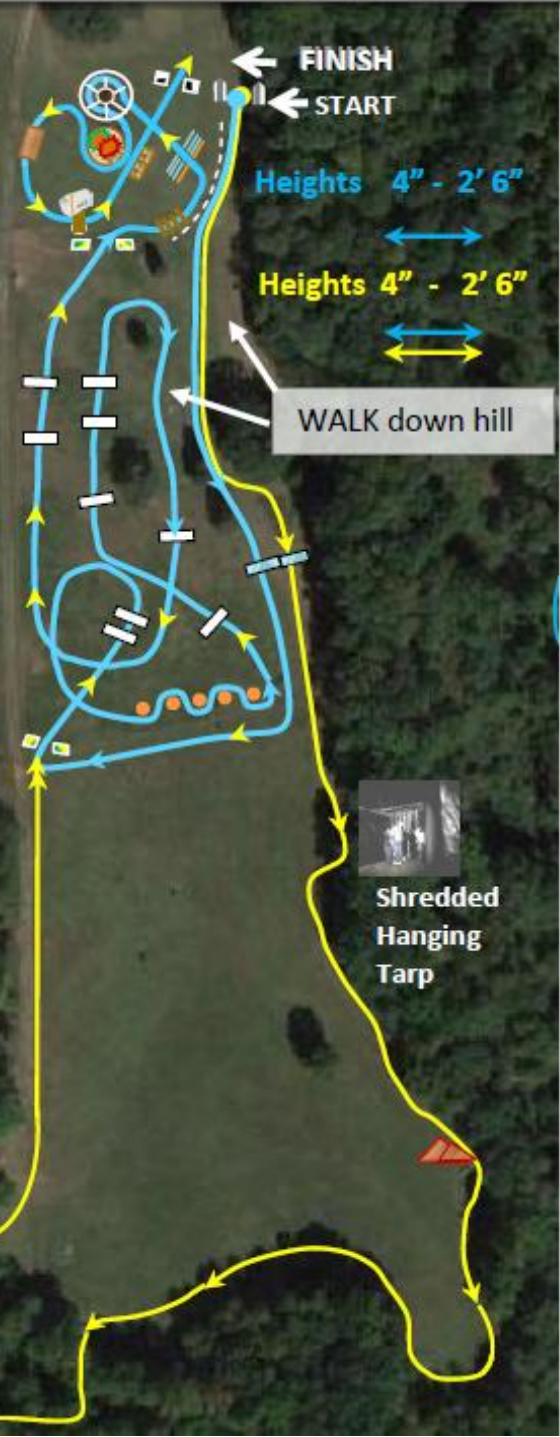 FINISH
START
Heights 4” - 2’ 6”
Heights 4” - 2’ 6”
WALK down hill
Shredded
Hanging
Tarp